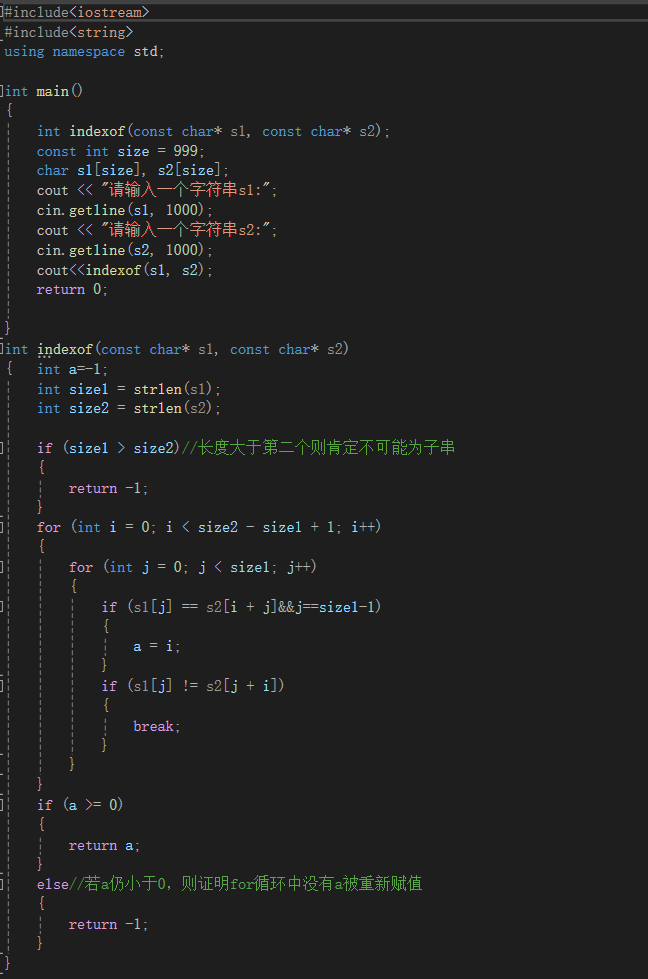 #include<iostream>
#include<string>
using namespace std;
int main()
{
int indexof(const char* s1, const char* s2);
const int size = 999;
char s1[size], s2[size];
cout << "请输入一个字符串s1:";
cin.getline(s1, 1000);
cout << "请输入一个字符串s2:";
cin.getline(s2, 1000);
cout<<indexof(s1, s2);
return 0;
}
int indexof(const char* s1, const char* s2)
{ int a=-1;
int size1 = strlen(s1);
int size2 = strlen(s2);
if (size1 > size2)//长度大于第二个则肯定不可能为子串
{
return -1;
}
for (int i = 0; i < size2 - size1 + 1; i++)
{
for (int j = 0; j < size1; j++)
{
if (s1[j] == s2[i + j]&&j==size1-1)
{
a = i;
}
if (s1[j] != s2[j + i])
{
break;
}
}
}
if (a >= 0)
{
return a;
}
else//若a仍小于0，则证明for循环中没有a被重新赋值
{
return -1;
}
}